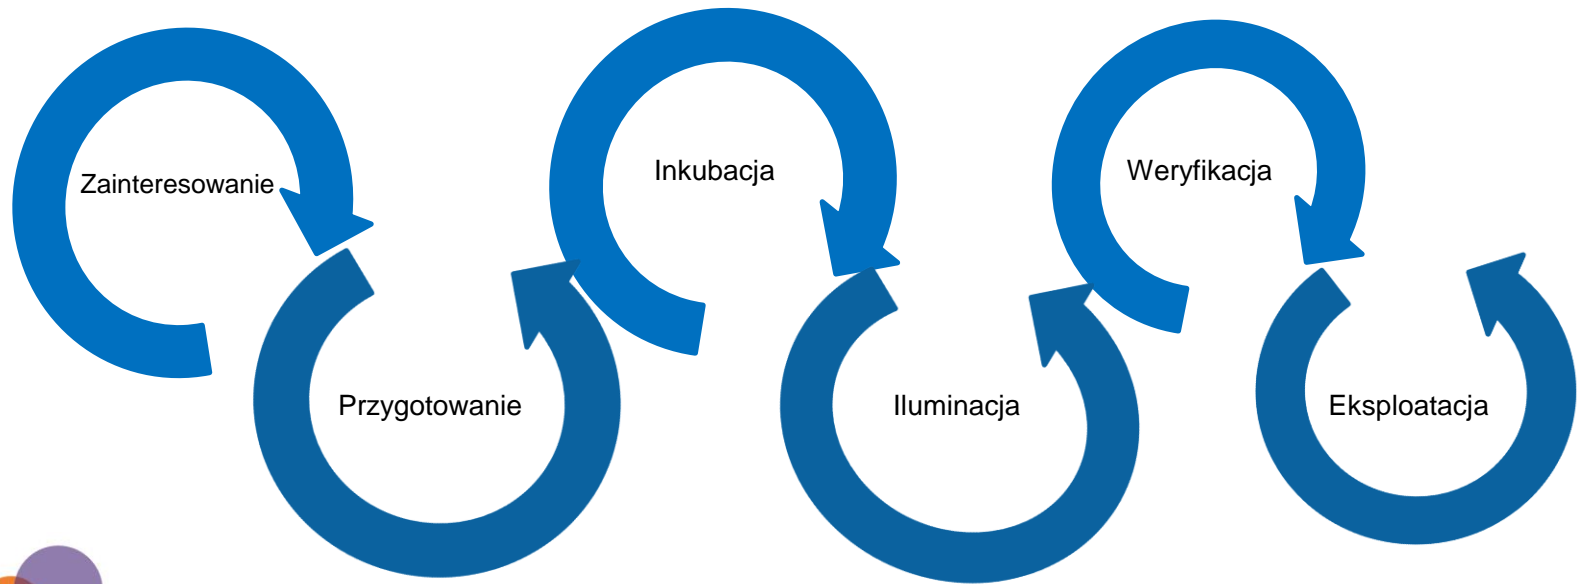 Zainteresowanie
Przygotowanie
Inkubacja
Iluminacja
Weryfikacja
Eksploatacja